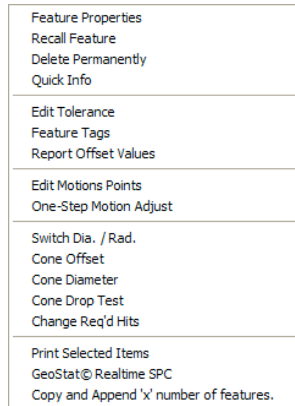 Feature Properties
Recall Feature
Delete Permanently
Quick Info
Edit Tolerance
Feature Tags
Report Offset Values
Edit Motions Points
One-Step Motion Adjust
Switch Dia. / Rad.
Cone Offset
Cone Diameter
Cone Drop Test
Change Req'd Hits
Print Selected Items
GeoStat© Realtime SPC
Copy and Append 'x' number of features.